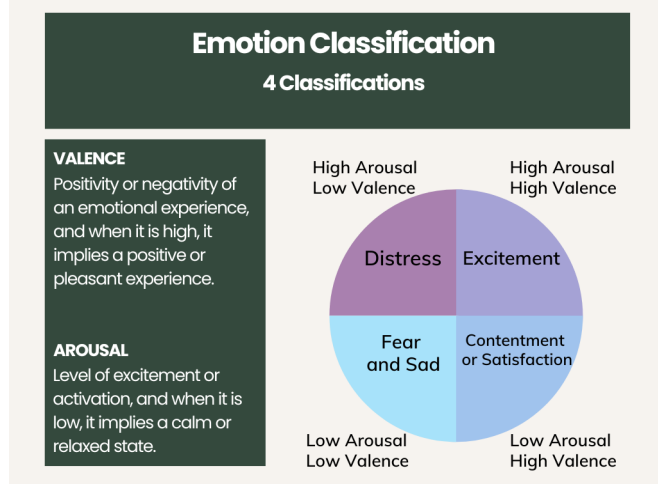 Emotion Classification
4 Classifications
VALENCE
Positivity or negativity of
an emotional experience,
and when it is high, it
implies a positive or
pleasant experience.
AROUSAL
Level of excitement or
activation, and when it is
low, it implies a calm or
relaxed state.
High Arousal
Low Valence
High Arousal
High Valence
Distress
Excitement
Fear
and Sad
Contentment
or Satisfaction
Low Arousal
Low Valence
Low Arousal
High Valence